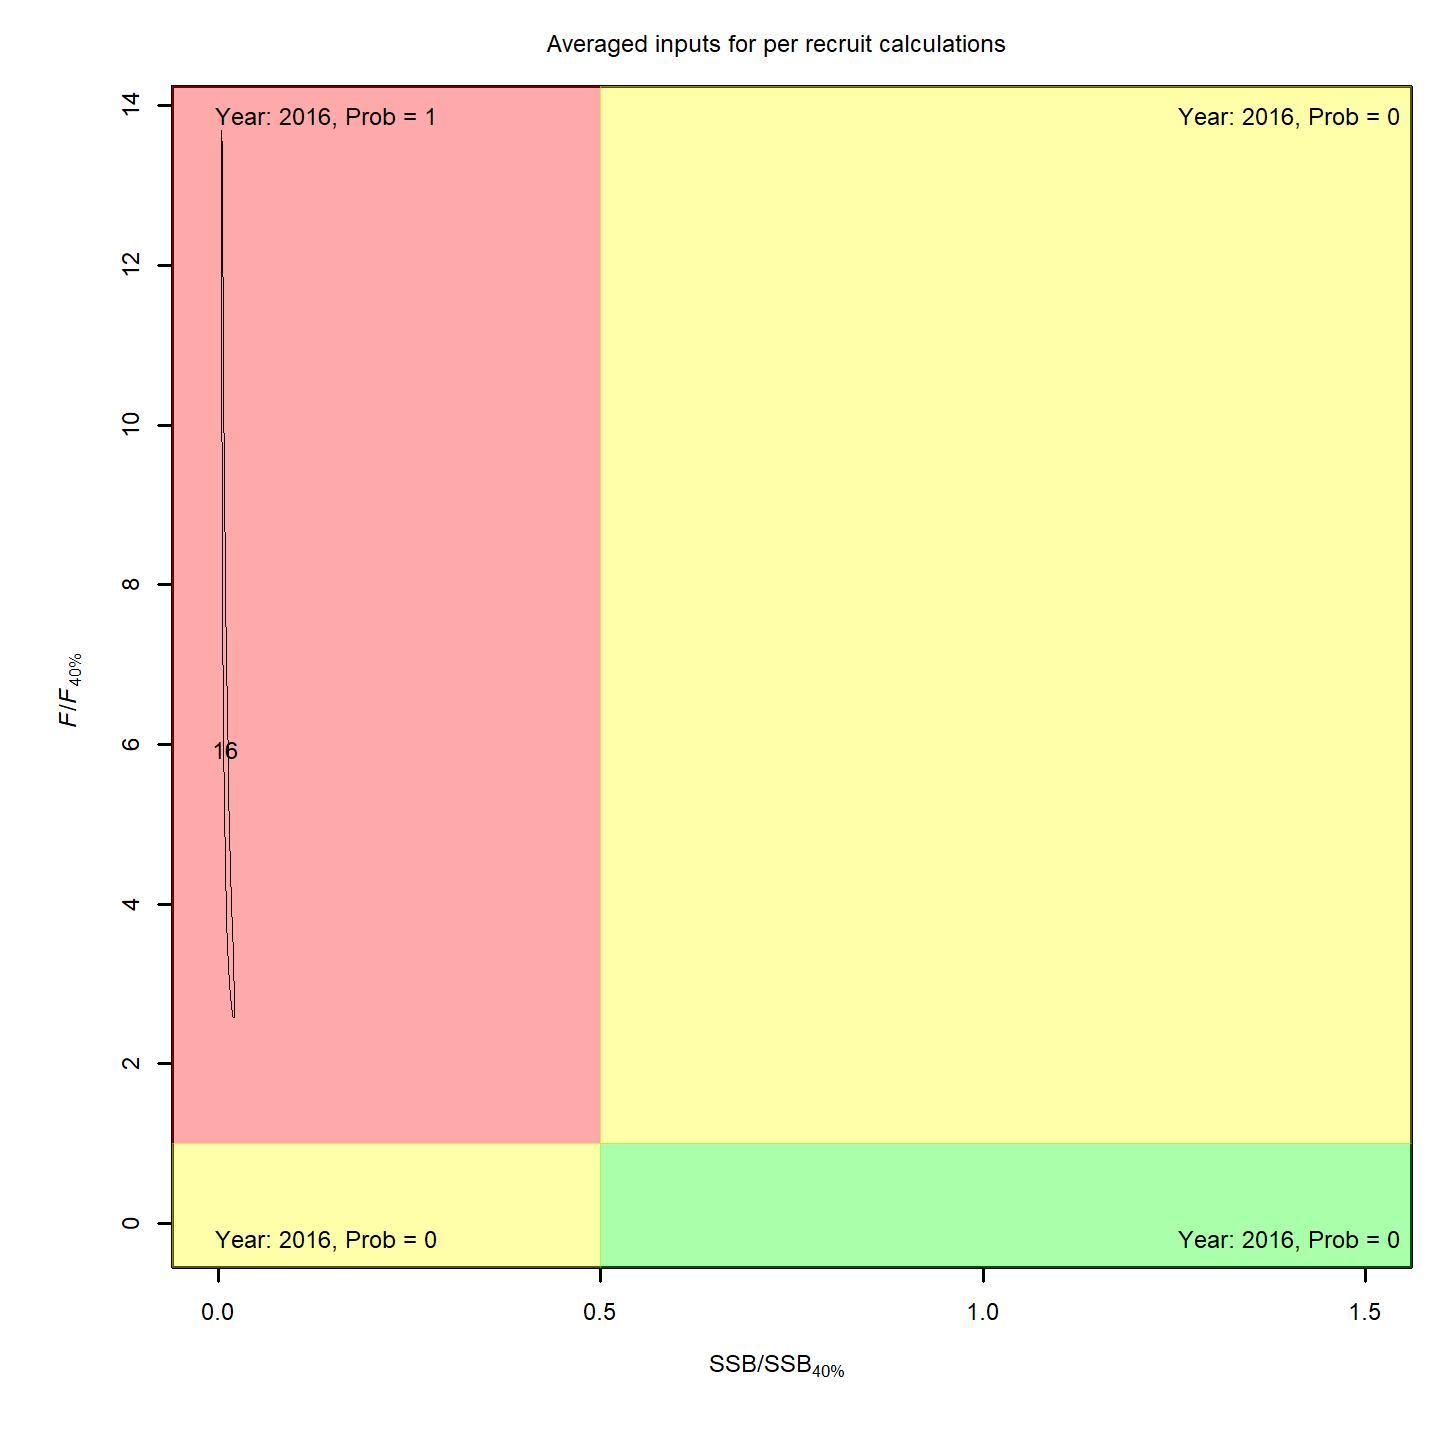 Averaged inputs for per recruit calculations
Year: 2016, Prob = 1
Year: 2016, Prob = 0
14
12
10
8
6
4
2
0
F/F40%
16
Year: 2016, Prob = 0
Year: 2016, Prob = 0
0.0
0.5
1.0
1.5
SSB/SSB40%